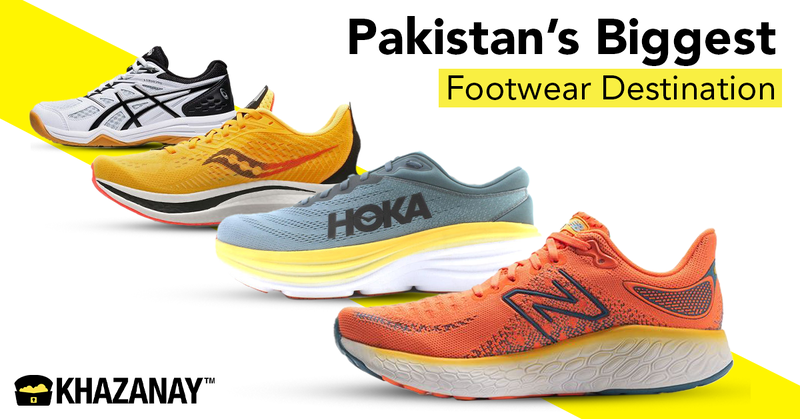 Pakistan’s Biggest
Footwear Destination
HOKA
N
KHAZANAY™